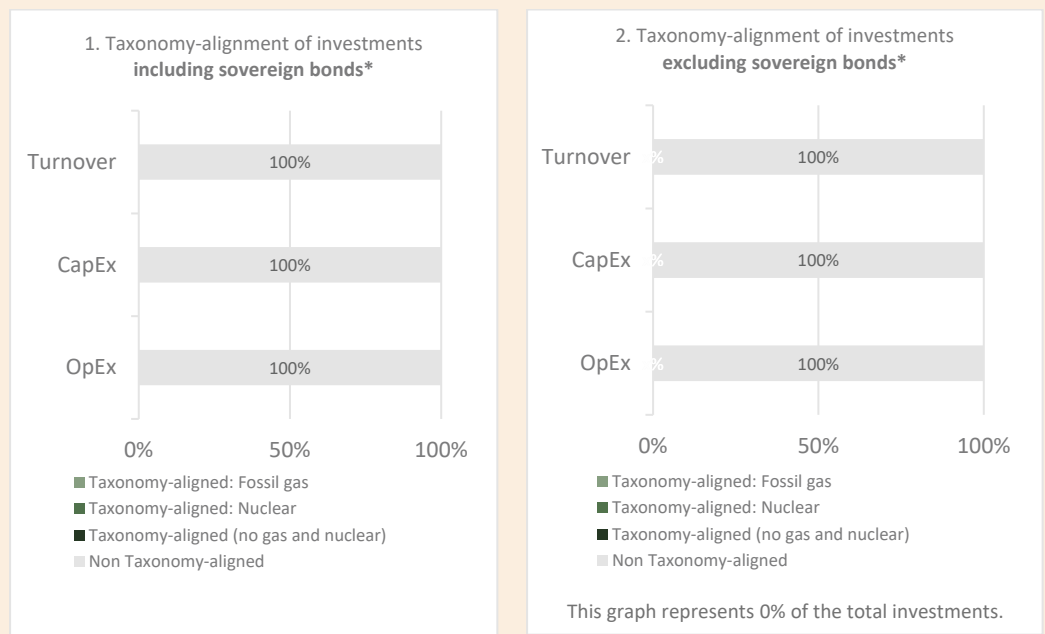 1. Taxonomy-alignment of investments
including sovereign bonds*
Turnover
100%
CapEx
100%
OpEx
100%
0%
50%
100%
Taxonomy-aligned: Fossil gas
Taxonomy-aligned: Nuclear
Taxonomy-aligned (no gas and nuclear)
Non Taxonomy-aligned
2. Taxonomy-alignment of investments
excluding sovereign bonds*
Turnover
%
100%
CapEx
%
100%
OpEx
%
100%
0%
50%
100%
Taxonomy-aligned: Fossil gas
Taxonomy-aligned: Nuclear
Taxonomy-aligned (no gas and nuclear)
Non Taxonomy-aligned
This graph represents 0% of the total investments.